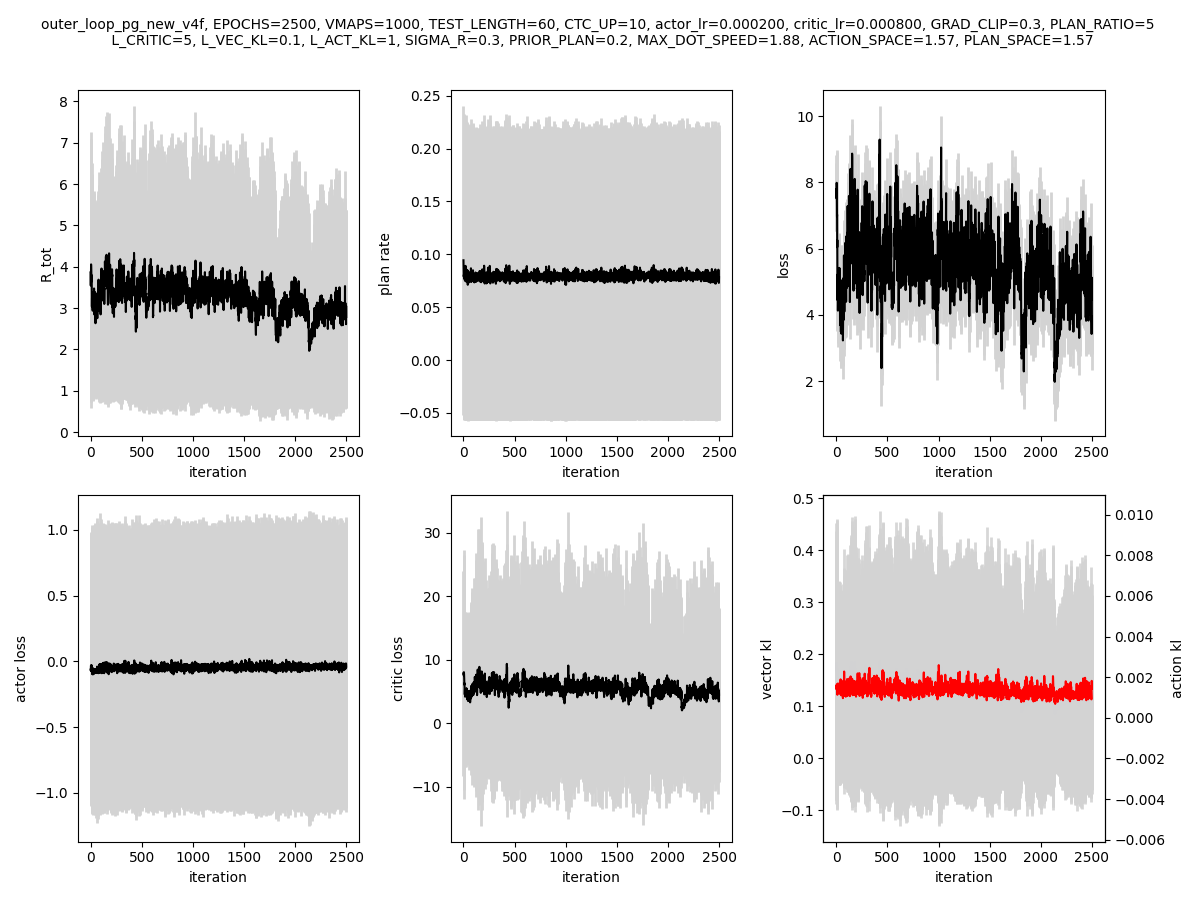 outer_loop_pg_new_v4f, EPOCHS=2500, VMAPS=1000, TEST_LENGTH=60, CTC_UP=10, actor_lr=0.000200, critic_lr=0.000800, GRAD_CLIP=0.3, PLAN_RATIO=5
L_CRITIC=5, L_VEC_KL=0.1, L_ACT_KL=1, SIGMA_R=0.3, PRIOR_PLAN=0.2, MAX_DOT_SPEED=1.88, ACTION_SPACE=1.57, PLAN_SPACE=1.57
R_tot
8
7
6
5
4
3
2
1
0
0 500 1000 1500 2000 2500
iteration
plan rate
0.25
0.20
0.15
0.10
0.05
0.00
−0.05
0 500 1000 1500 2000 2500
iteration
loss
10
8
6
4
2
0 500 1000 1500 2000 2500
iteration
actor loss
1.0
0.5
0.0
−0.5
−1.0
0 500 1000 1500 2000 2500
iteration
critic loss
30
20
10
0
−10
0 500 1000 1500 2000 2500
iteration
vector kl
0.5
0.4
0.3
0.2
0.1
0.0
−0.1
0 500 1000 1500 2000 2500
iteration
0.010
0.008
0.006
0.004
0.002
0.000
−0.002
−0.004
−0.006
action kl